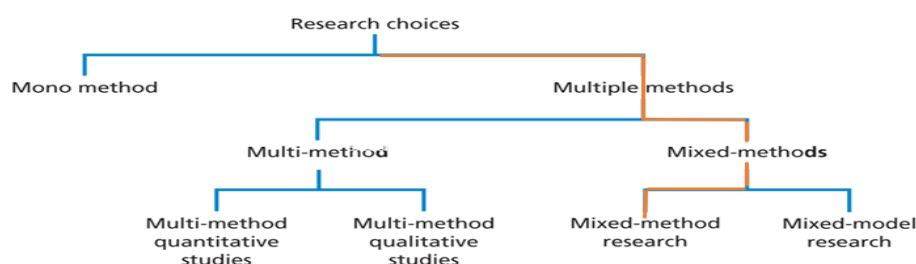 Research choices
Mono method
Multiple methods
Multi-method
Mixed-methods
Multi-method
quantitative
studies
Multi-method
qualitative
studies
Mixed-method
research
Mixed-model
research